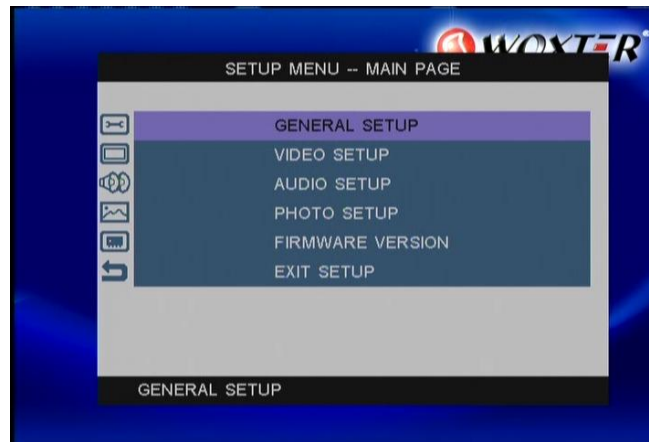 WOXTER
SETUP MENU -- MAIN PAGE
GENERAL SETUP
VIDEO SETUP
AUDIO SETUP
PHOTO SETUP
FIRMWARE VERSION
EXIT SETUP
GENERAL SETUP